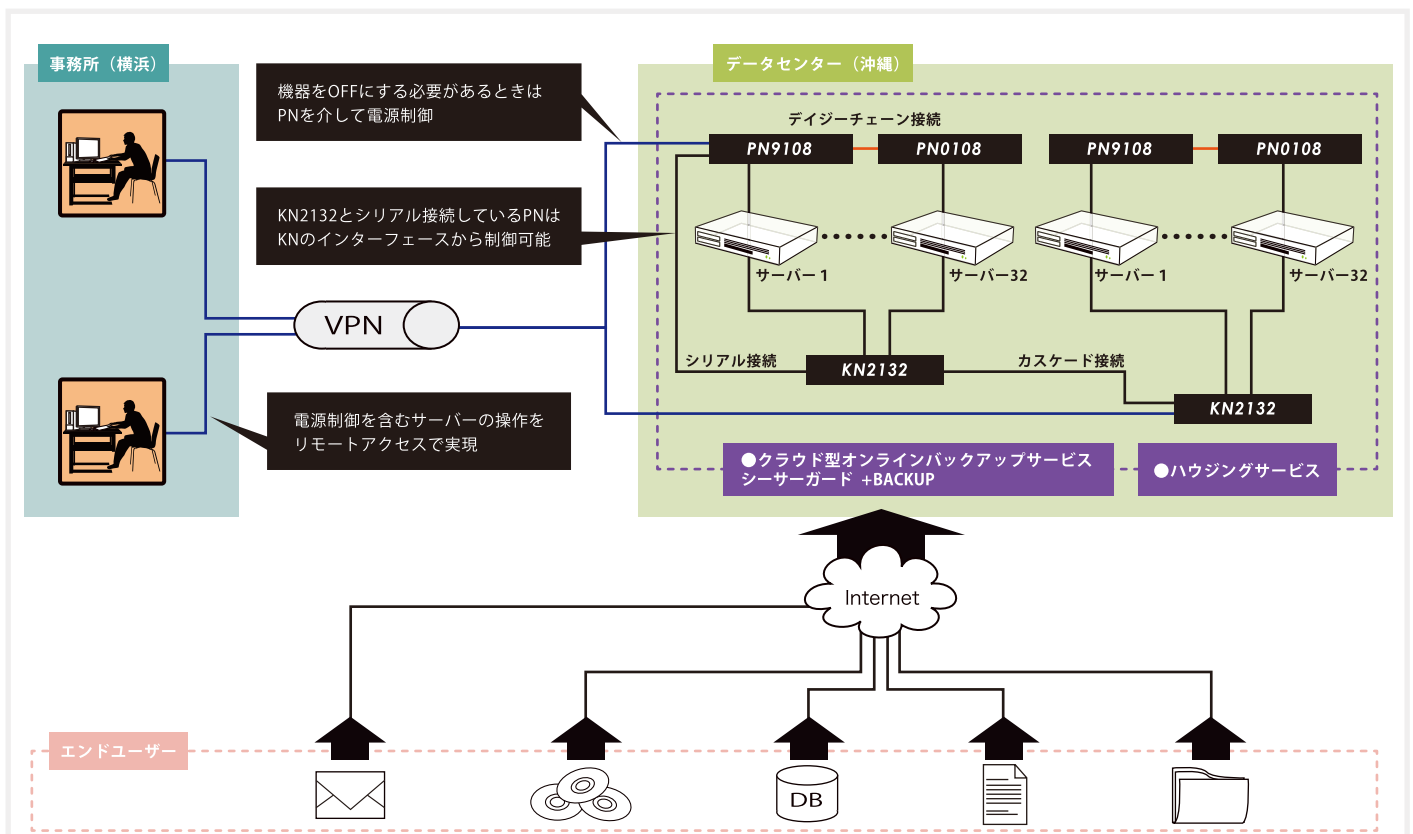 事務所（横浜）
データセンター（沖縄）
機器をOFFにする必要があるときは
PNを介して電源制御
デイジーチェーン接続
PN9108
PN0108
PN9108
PN0108
KN2132とシリアル接続しているPNは
KNのインターフェースから制御可能
サーバー1
サーバー32
サーバー1
サーバー32
VPN
シリアル接続
KN2132
カスケード接続
KN2132
電源制御を含むサーバーの操作を
リモートアクセスで実現
●クラウド型オンラインバックアップサービス
シーサーガード +BACKUP
●ハウジングサービス
Internet
エンドユーザー
DB